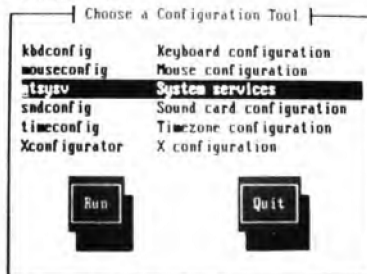 Choose a Configuration Tool
kbdconfig Keyboard configuration
mouseconfig Mouse configuration
ntsysv System services
sndconfig Sound card configuration
timeconfig Timezone configuration
Xconfigurator X configuration
Run Quit